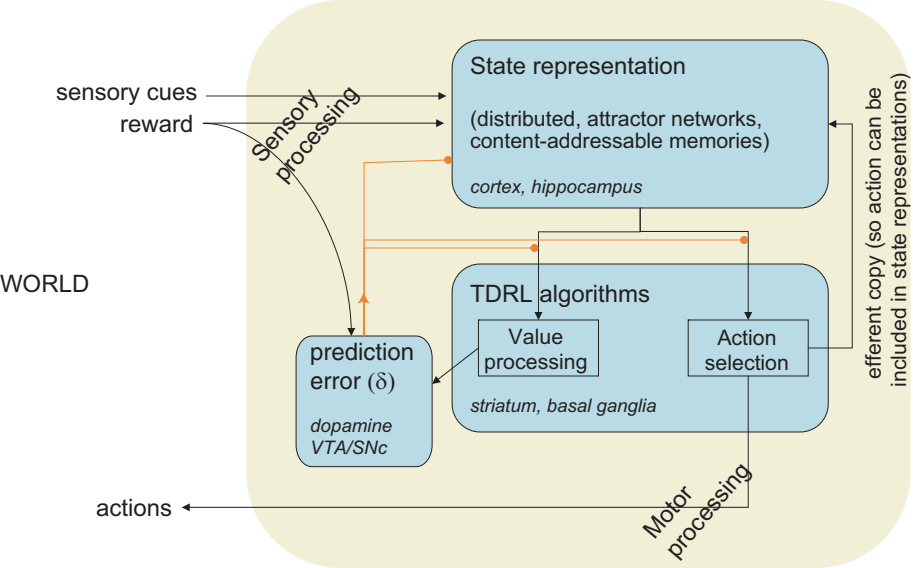 State representation
sensory cues
reward
Sensory
processing
(distributed, attractor networks,
content-addressable memories)
cortex, hippocampus
efferent copy (so action can be
included in state representations)
WORLD
TDRL algorithms
Value
processing
Action
selection
striatum, basal ganglia
prediction
error (δ)
dopamine
VTA/SNc
actions
Motor
processing